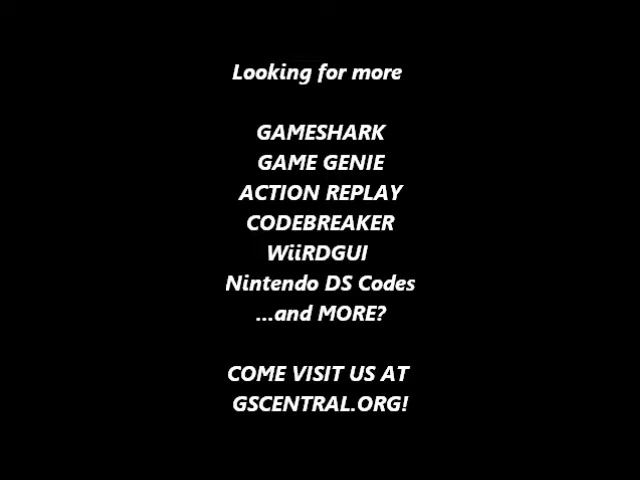 Looking for more
GAMESHARK
GAME GENIE
ACTION REPLAY
CODEBREAKER
WiiRDGUI
Nintendo DS Codes
...and MORE?
COME VISIT US AT
GSCENTRAL.ORG!